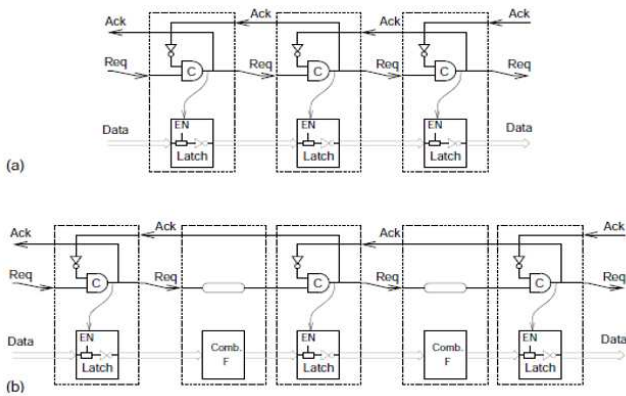 Ack Ack Ack Ack
Req Req Req Req
C C C
EN EN EN
Data Data
Latch Latch Latch
(a)
Ack Ack Ack Ack
Req Req Req Req
C C C
Data EN Comb. EN Comb. EN Data
F F
Latch Latch Latch
(b)